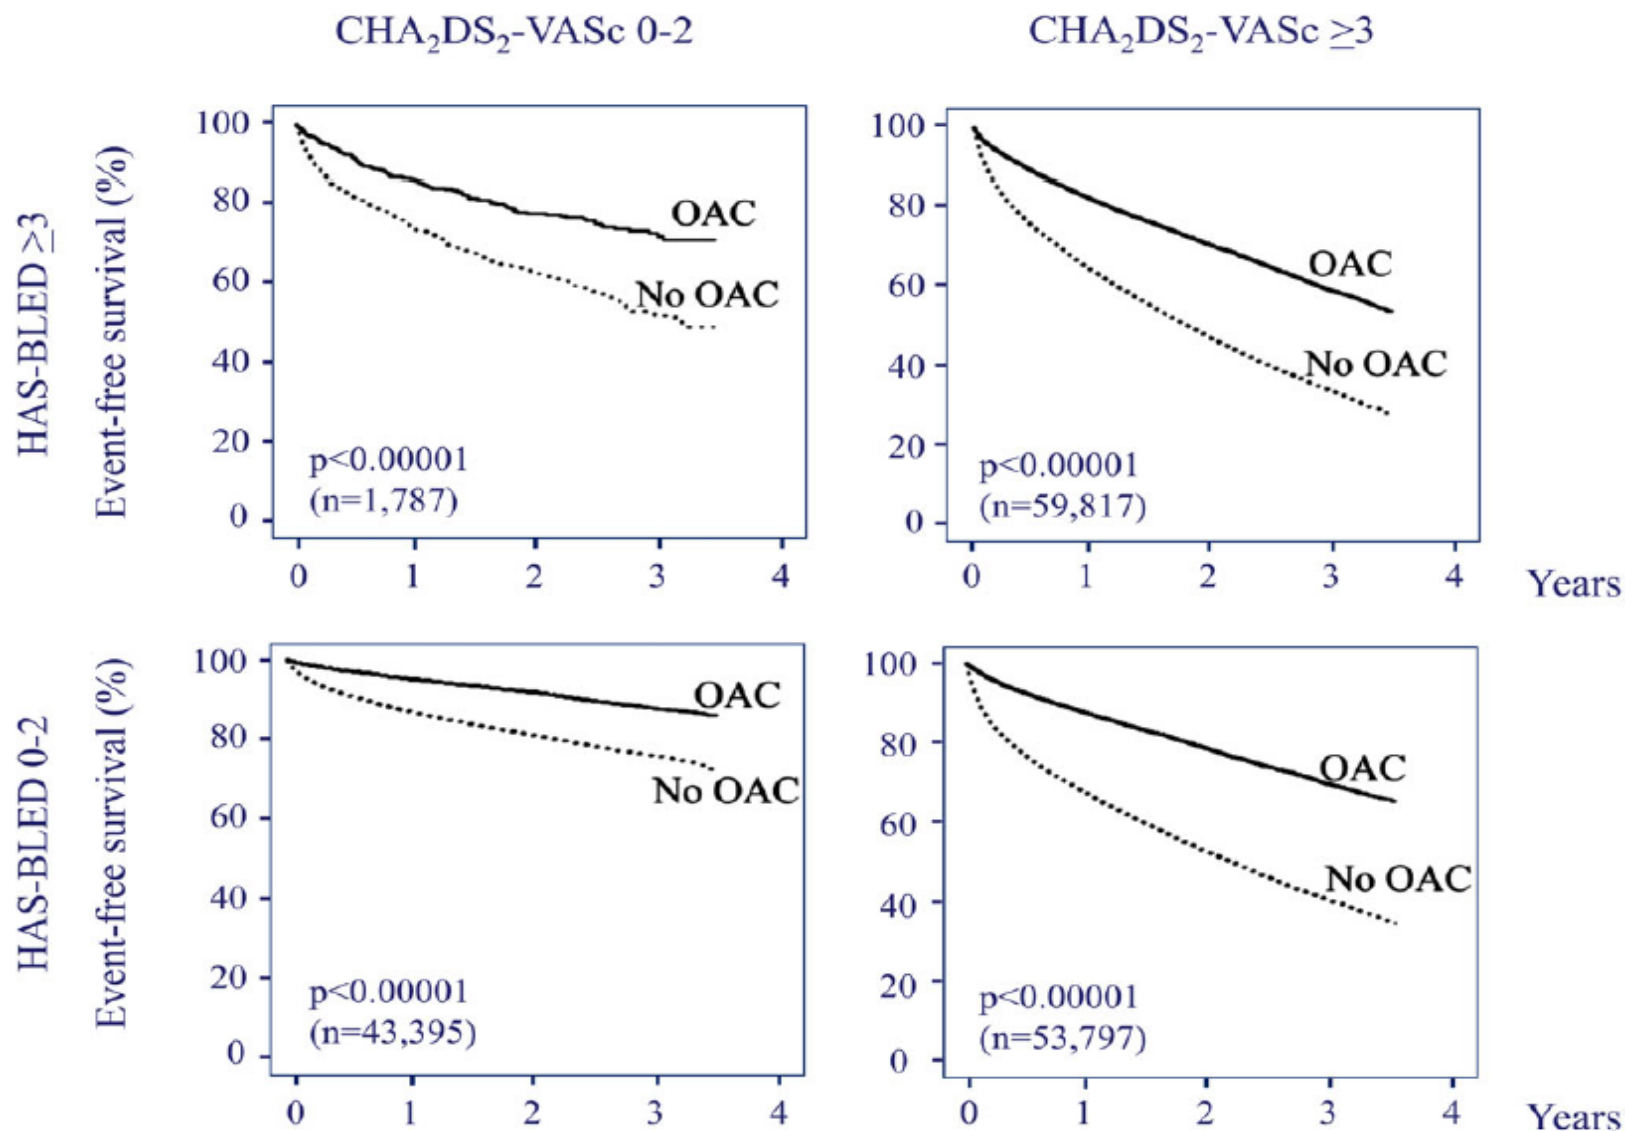 CHA₂DS₂-VASc 0-2
CHA₂DS₂-VASc ≥3
HAS-BLED ≥3
Event-free survival (%)
100
80
60
40
20
0
OAC
No OAC
p<0.00001
(n=1,787)
0 1 2 3 4
100
80
60
40
20
0
OAC
No OAC
p<0.00001
(n=59,817)
0 1 2 3 4 Years
HAS-BLED 0-2
Event-free survival (%)
100
80
60
40
20
0
OAC
No OAC
p<0.00001
(n=43,395)
0 1 2 3 4
100
80
60
40
20
0
OAC
No OAC
p<0.00001
(n=53,797)
0 1 2 3 4 Years